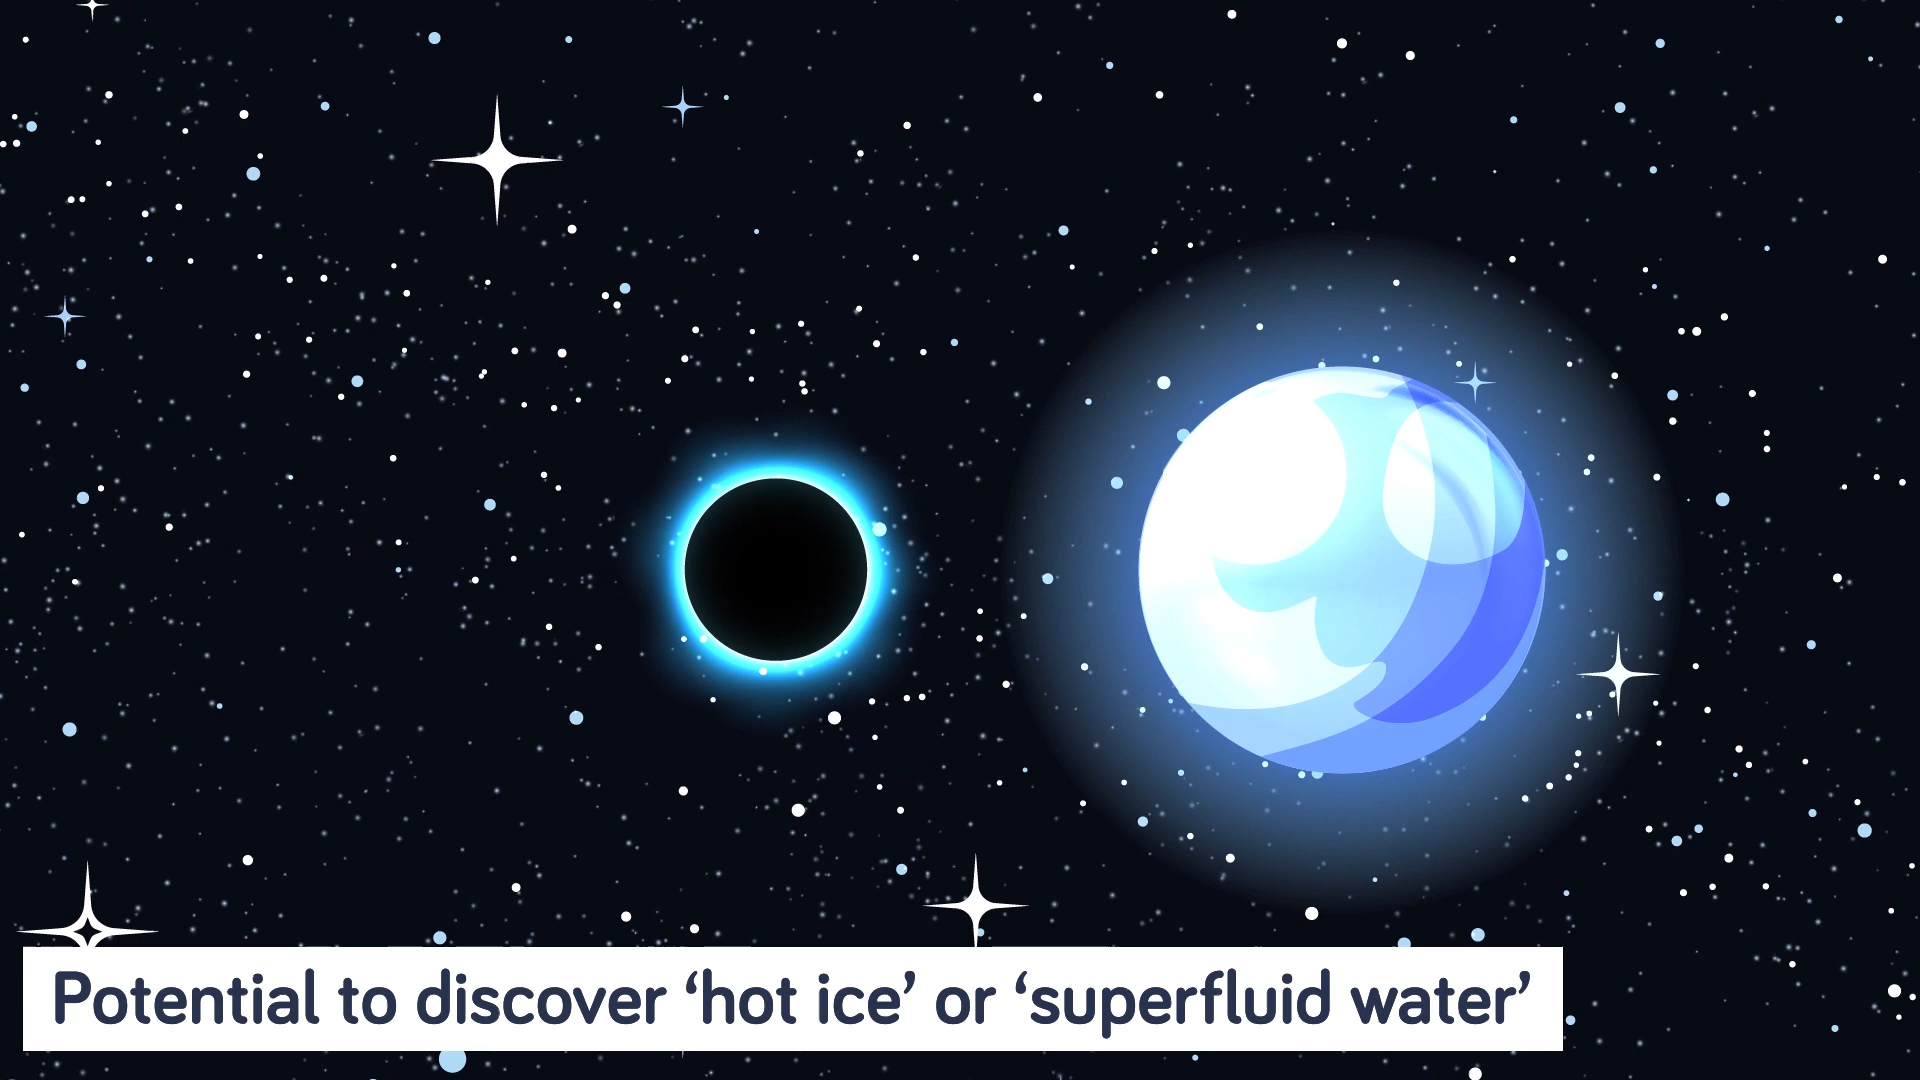 Potential to discover ‘hot ice’ or ‘superfluid water’